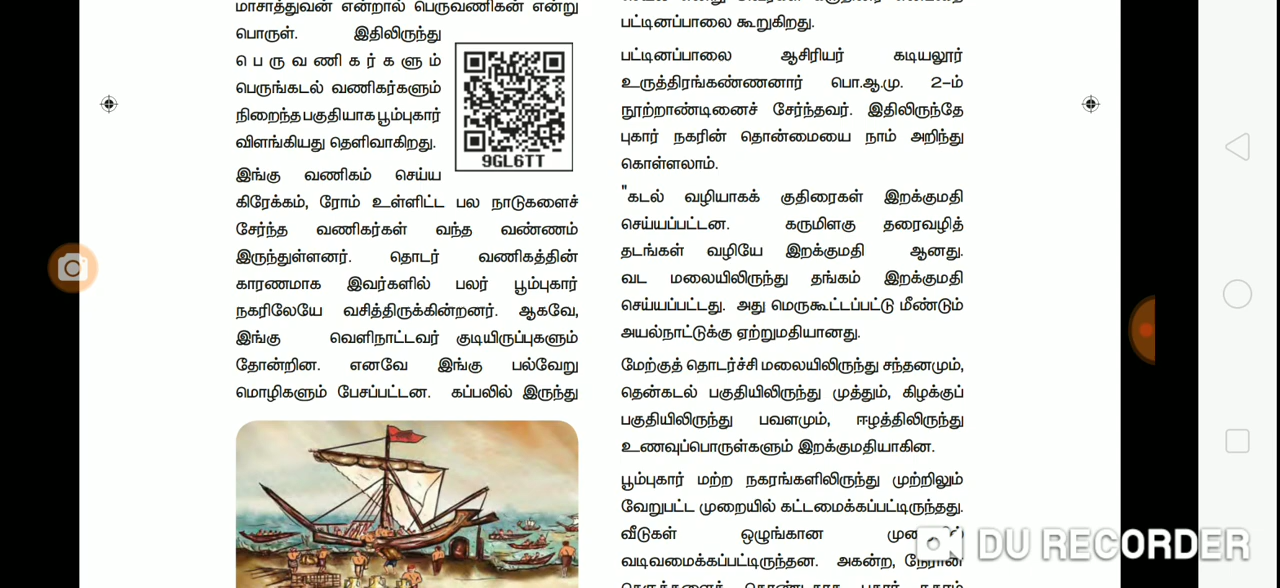 மாசாத்துவன் என்றால் பெருவணிகன் என்று
பொருள். இதிலிருந்து
பெருவணிகர்களும்
பெருங்கடல் வணிகர்களும்
நிறைந்த பகுதியாக பூம்புகார்
விளங்கியது தெளிவாகிறது.
9GL6TT
இங்கு வணிகம் செய்ய
கிரேக்கம், ரோம் உள்ளிட்ட பல நாடுகளைச்
சேர்ந்த வணிகர்கள் வந்த வண்ணம்
இருந்துள்ளனர். தொடர் வணிகத்தின்
காரணமாக இவர்களில் பலர் பூம்புகார்
நகரிலேயே வசித்திருக்கின்றனர். ஆகவே,
இங்கு வெளிநாட்டவர் குடியிருப்புகளும்
தோன்றின. எனவே இங்கு பல்வேறு
மொழிகளும் பேசப்பட்டன. கப்பலில் இருந்து
பட்டினப்பாலை கூறுகிறது.
பட்டினப்பாலை ஆசிரியர் கடியலூர்
உருத்திரங்கண்ணனார் பொ.ஆ.மு. 2-ம்
நூற்றாண்டினைச் சேர்ந்தவர். இதிலிருந்தே
புகார் நகரின் தொன்மையை நாம் அறிந்து
கொள்ளலாம்.
"கடல் வழியாகக் குதிரைகள் இறக்குமதி
செய்யப்பட்டன. கருமிளகு தரைவழித்
தடங்கள் வழியே இறக்குமதி ஆனது.
வட மலையிலிருந்து தங்கம் இறக்குமதி
செய்யப்பட்டது. அது மெருகூட்டப்பட்டு மீண்டும்
அயல்நாட்டுக்கு ஏற்றுமதியானது.
மேற்குத் தொடர்ச்சி மலையிலிருந்து சந்தனமும்,
தென்கடல் பகுதியிலிருந்து முத்தும், கிழக்குப்
பகுதியிலிருந்து பவளமும், ஈழத்திலிருந்து
உணவுப்பொருள்களும் இறக்குமதியாகின.
பூம்புகார் மற்ற நகரங்களிலிருந்து முற்றிலும்
வேறுபட்ட முறையில் கட்டமைக்கப்பட்டிருந்தது.
வீடுகள் ஒழுங்கான
வடிவமைக்கப்பட்டிருந்தன. அகன்ற,
DU RECORDER